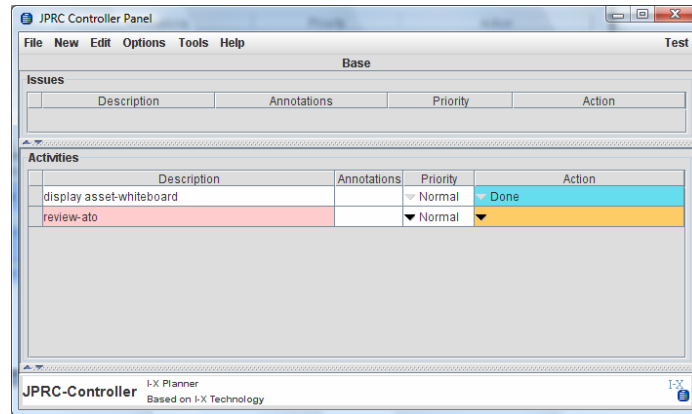 JPRC Controller Panel
File New Edit Options Tools Help Test
Base
Issues
Description Annotations Priority Action
Activities
Description Annotations Priority Action
display asset-whiteboard Normal Done
review-ato Normal
JPRC-Controller
I-X Planner
Based on I-X Technology
I-X